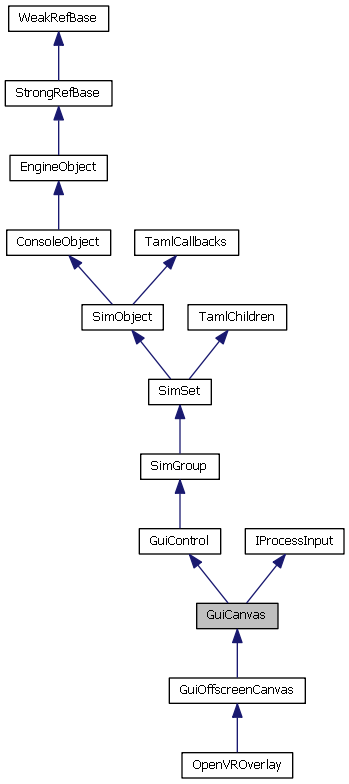 WeakRefBase
StrongRefBase
EngineObject
ConsoleObject
TamlCallbacks
SimObject
TamlChildren
SimSet
SimGroup
GuiControl
IProcessInput
GuiCanvas
GuiOffscreenCanvas
OpenVROverlay